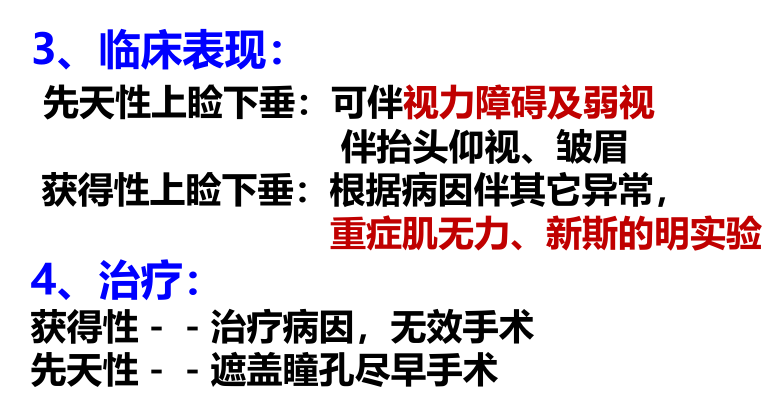 3、临床表现：
先天性上睑下垂：可伴视力障碍及弱视
伴抬头仰视、皱眉
获得性上睑下垂：根据病因伴其它异常，
重症肌无力、新斯的明实验
4、治疗：
获得性－－治疗病因，无效手术
先天性－－遮盖瞳孔尽早手术